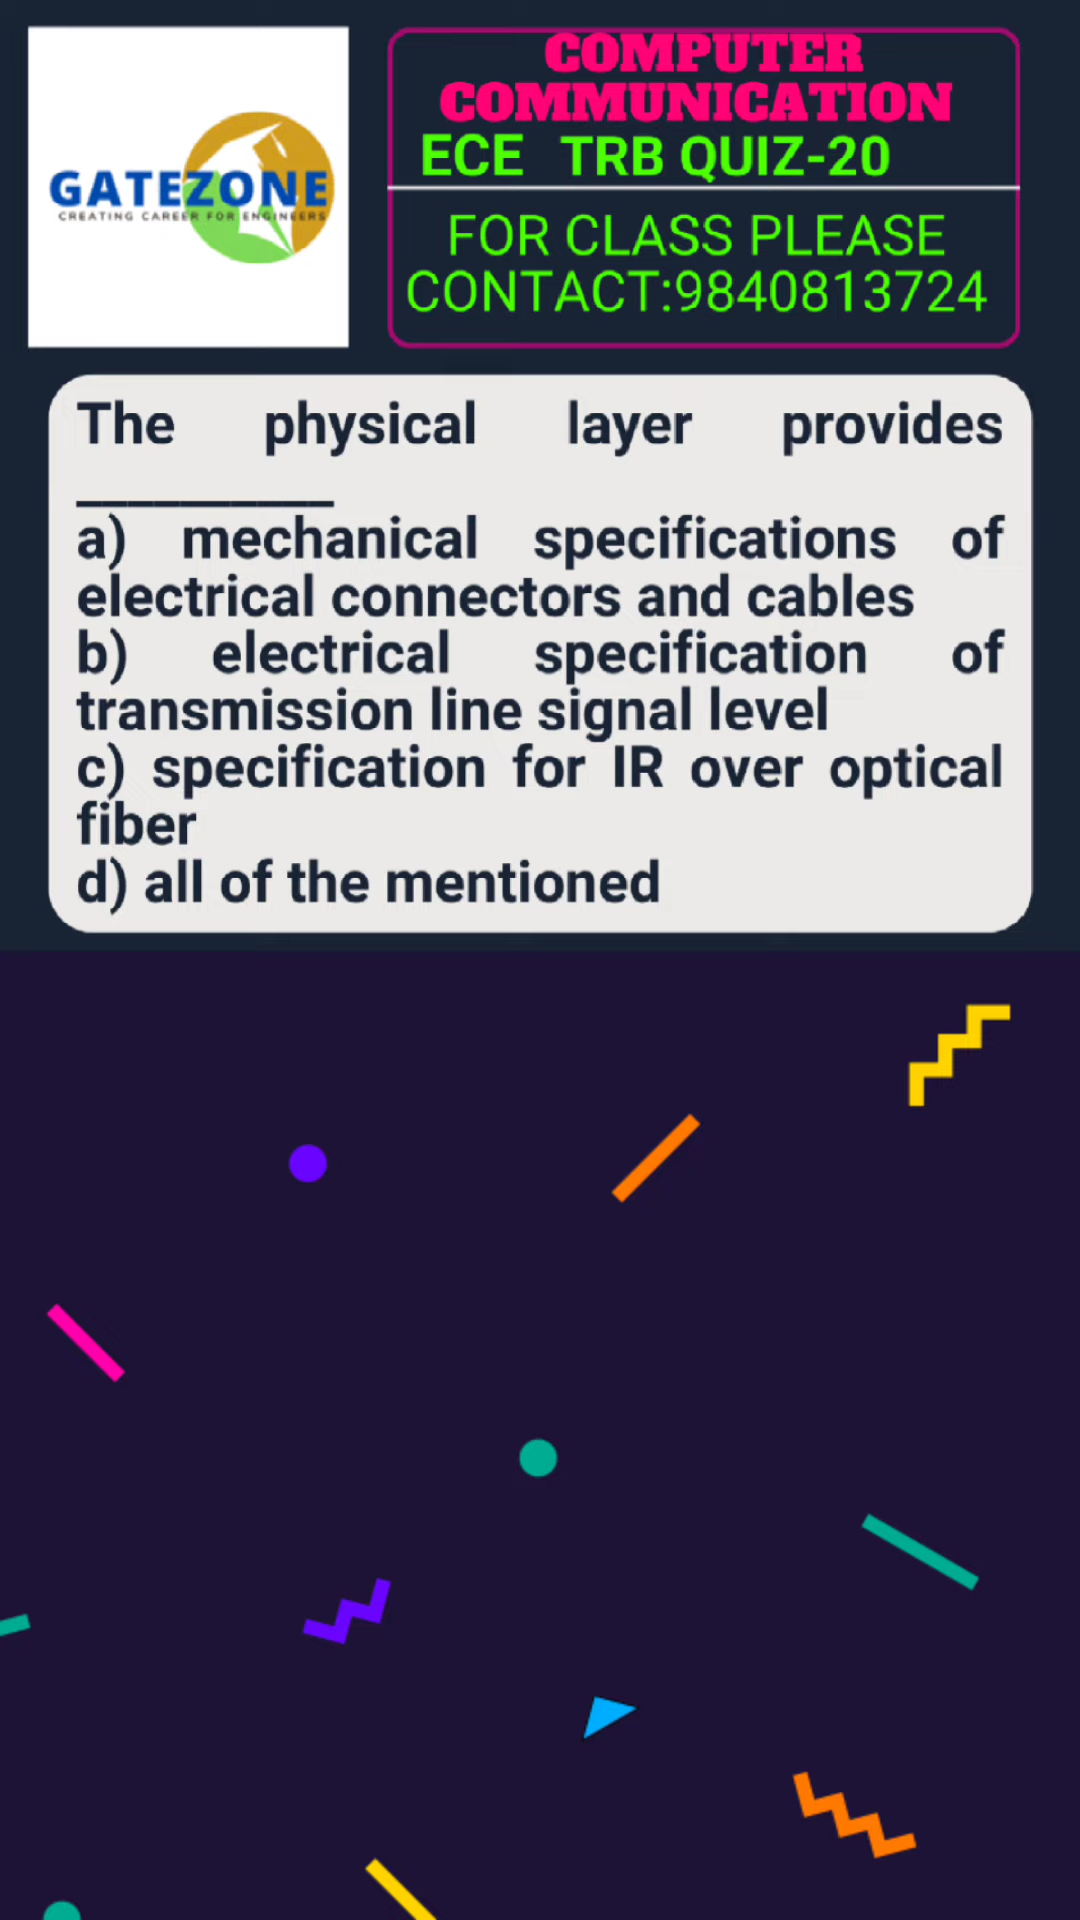 GATEZONE
CREATING CAREER FOR ENGINEERS
COMPUTER
COMMUNICATION
ECE TRB QUIZ-20
FOR CLASS PLEASE
CONTACT:9840813724
The physical layer provides
__________
a) mechanical specifications of
electrical connectors and cables
b) electrical specification of
transmission line signal level
c) specification for IR over optical
fiber
d) all of the mentioned